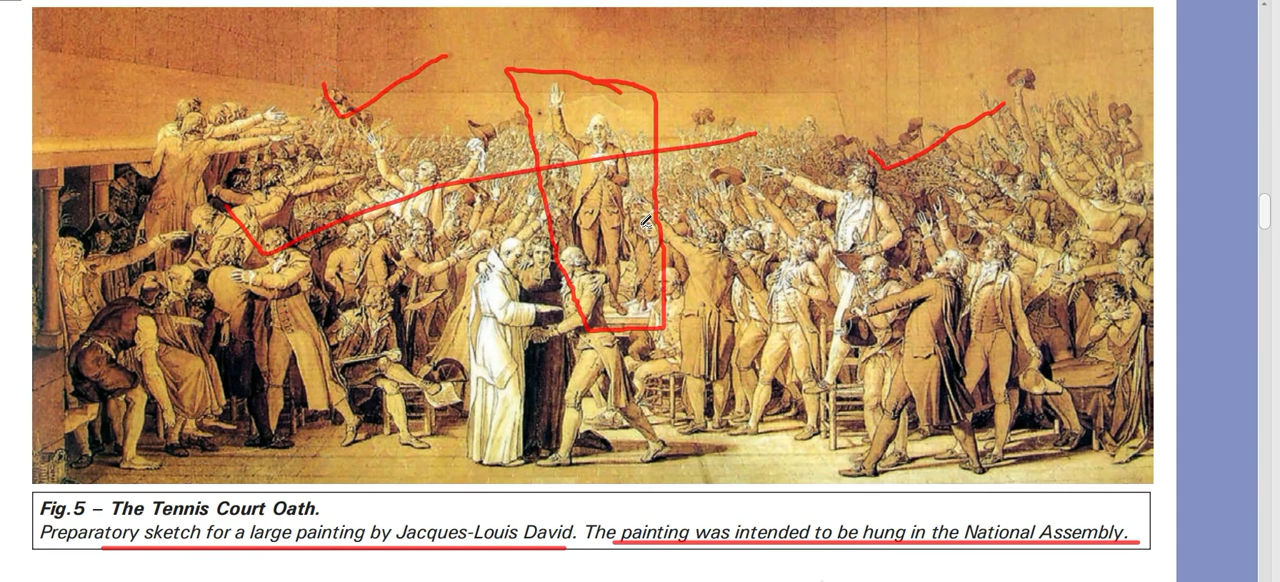 Fig.5 – The Tennis Court Oath.
Preparatory sketch for a large painting by Jacques-Louis David. The painting was intended to be hung in the National Assembly.